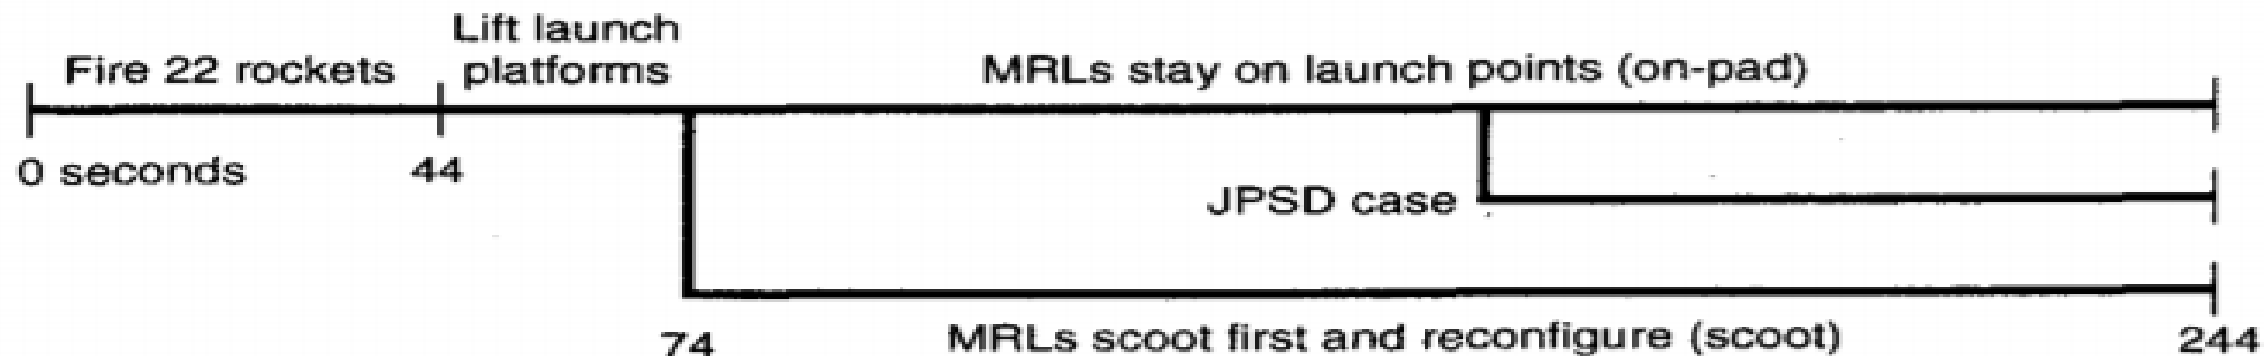 Lift launch
Fire 22 rockets platforms MRLs stay on launch points (on-pad)
0 seconds 44
JPSD case
74 MRLs scoot first and reconfigure (scoot) 244